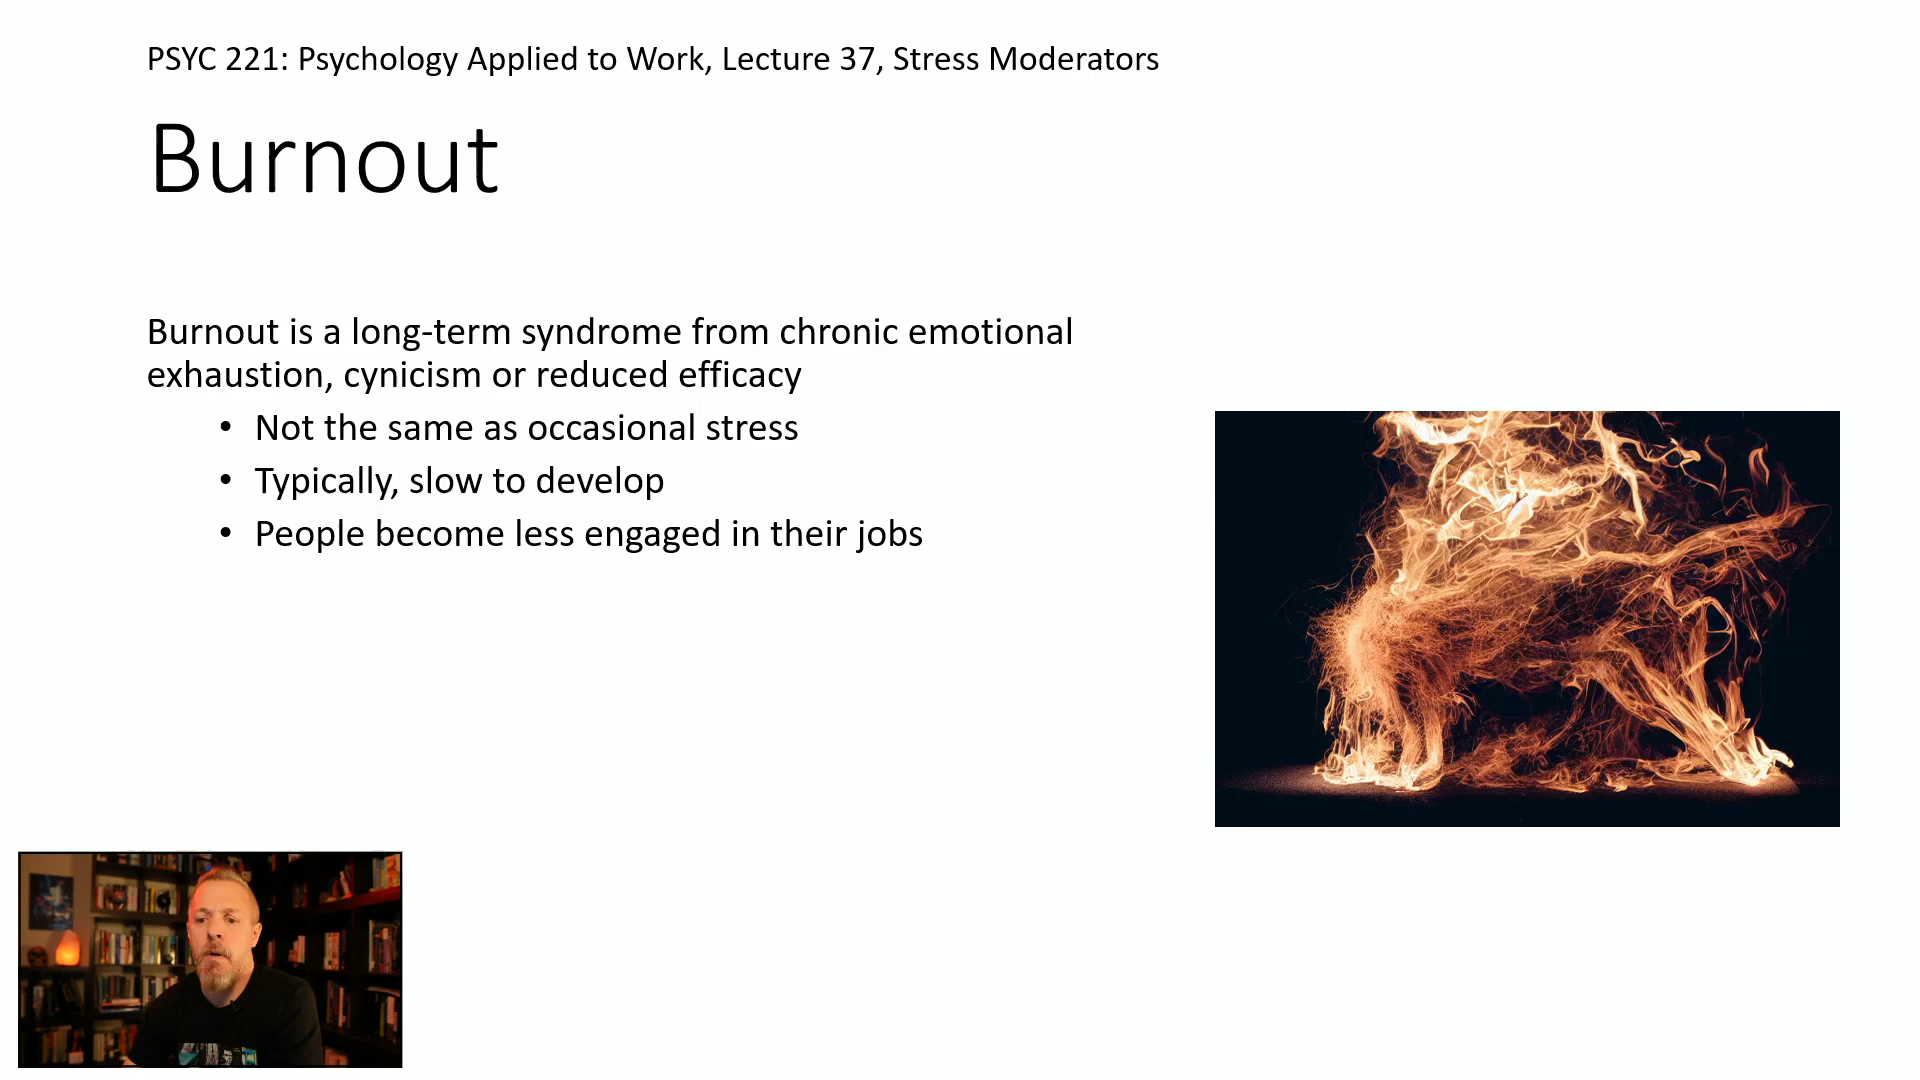 PSYC 221: Psychology Applied to Work, Lecture 37, Stress Moderators
Burnout
Burnout is a long-term syndrome from chronic emotional
exhaustion, cynicism or reduced efficacy
• Not the same as occasional stress
• Typically, slow to develop
• People become less engaged in their jobs